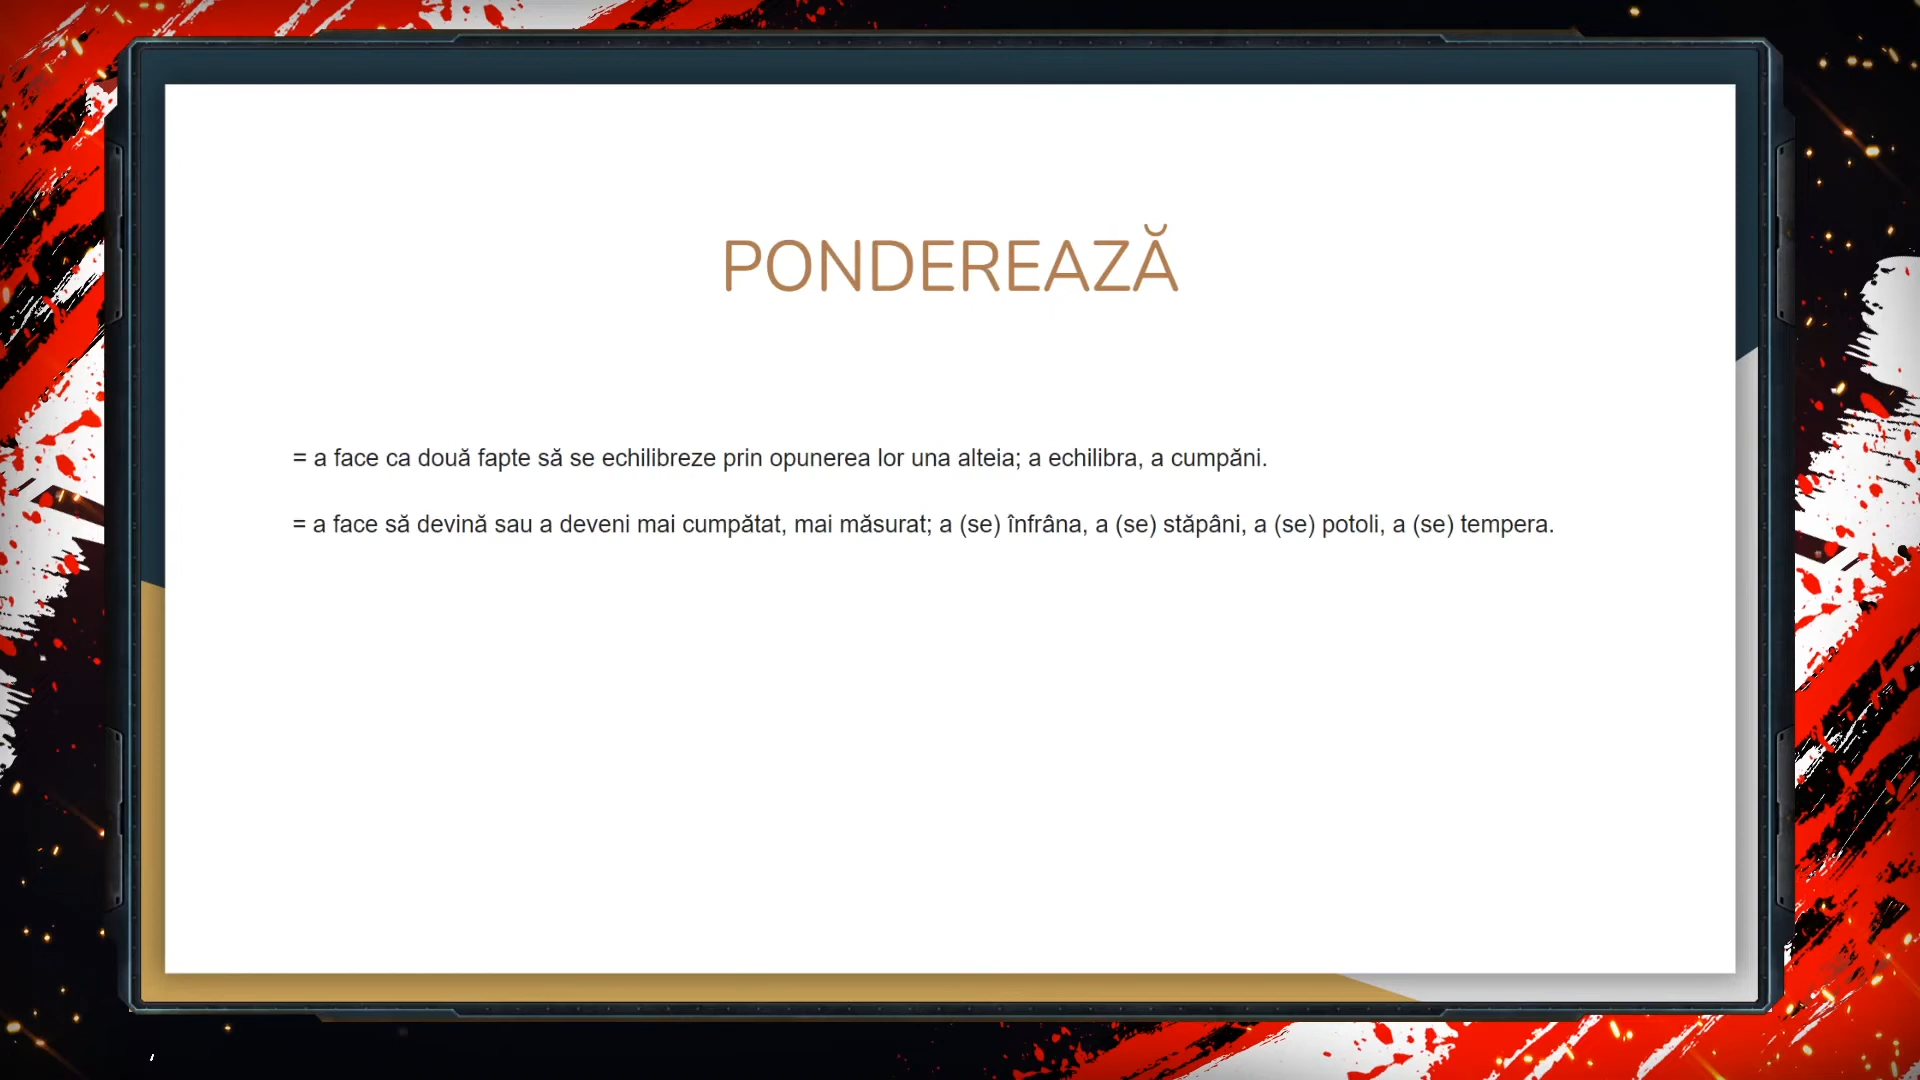 PONDEREAZĂ
= a face ca două fapte să se echilibreze prin opunerea lor una alteia; a echilibra, a cumpăni.
= a face să devină sau a deveni mai cumpătat, mai măsurat; a (se) înfrâna, a (se) stăpâni, a (se) potoli, a (se) tempera.